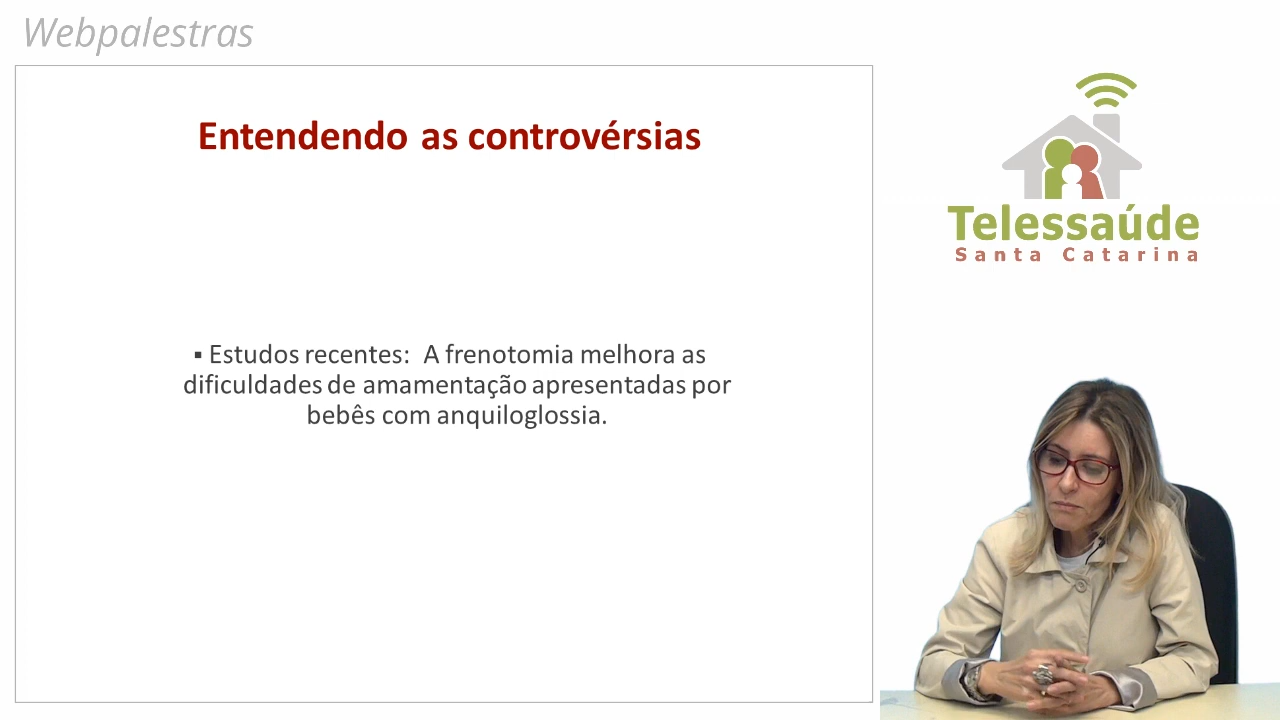 Webpalestras
Entendendo as controvérsias
▪ Estudos recentes: A frenotomia melhora as
dificuldades de amamentação apresentadas por
bebês com anquiloglossia.
Telessaúde
Santa Catarina